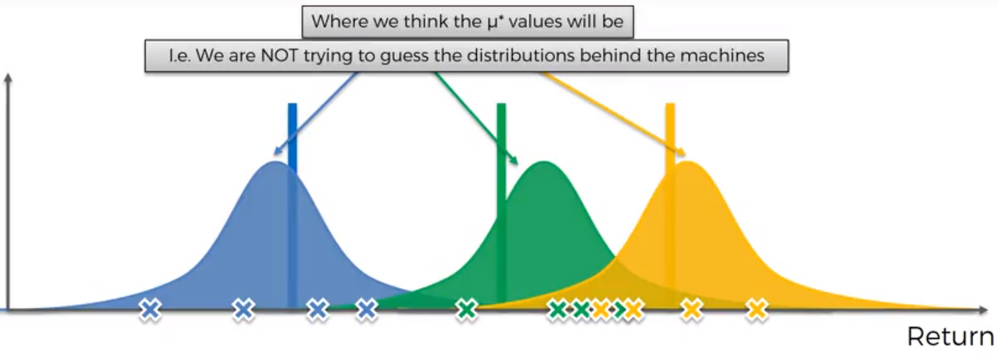 Where we think the μ* values will be
I.e. We are NOT trying to guess the distributions behind the machines
Return